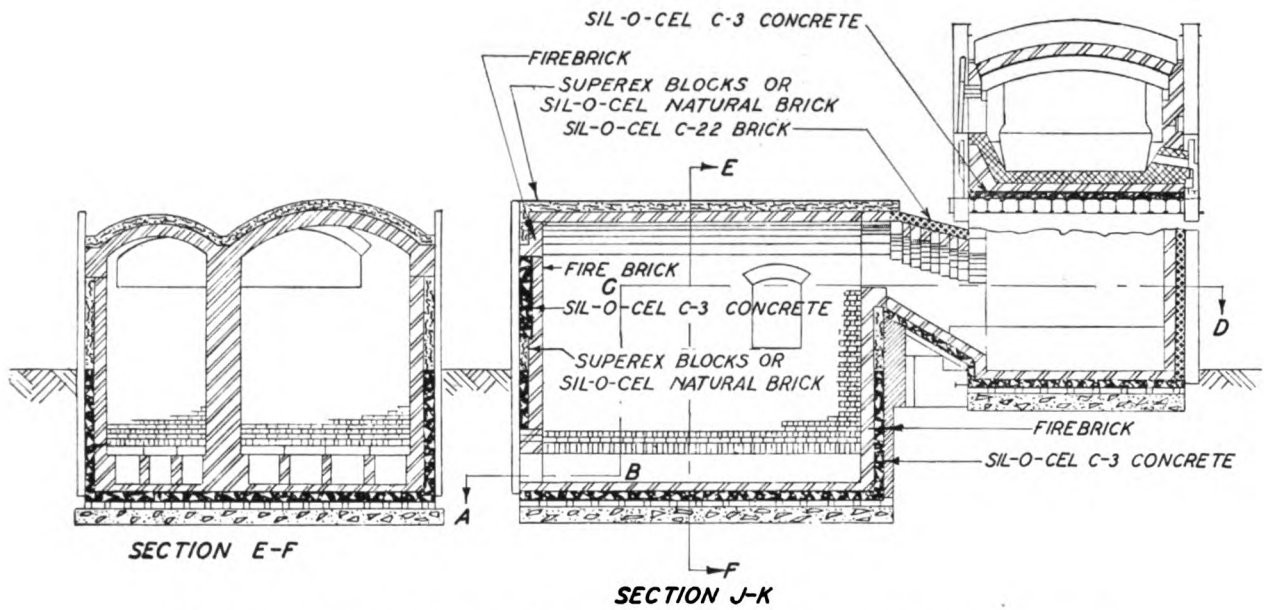 SIL-O-CEL C-3 CONCRETE
FIREBRICK
SUPEREX BLOCKS OR
SIL-O-CEL NATURAL BRICK
SIL-O-CEL C-22 BRICK
E
FIRE BRICK
C
SIL-O-CEL C-3 CONCRETE
D
SUPEREX BLOCKS OR
SIL-O-CEL NATURAL BRICK
FIREBRICK
B
SIL-O-CEL C-3 CONCRETE
A
SECTION E-F
F
SECTION J-K